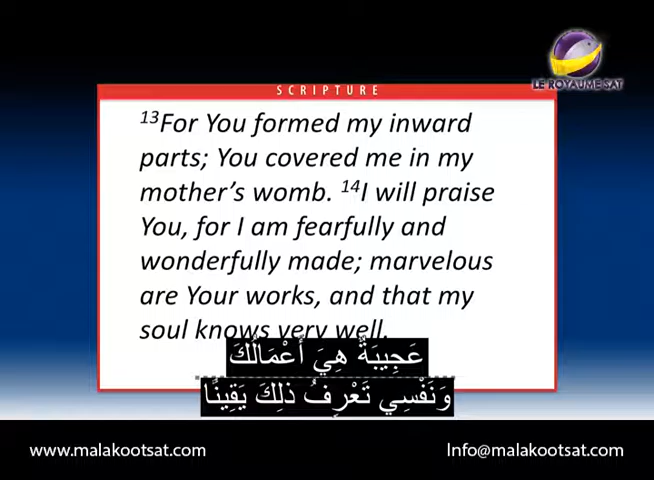 LE ROYAUME SAT
SCRIPTURE
¹³For You formed my inward
parts; You covered me in my
mother's womb. ¹⁴I will praise
You, for I am fearfully and
wonderfully made; marvelous
are Your works, and that my
soul knows very well.
عَجِيبَةٌ هِيَ أَعْمَالُكَ
وَنَفْسِي تَعْرِفُ ذلِكَ يَقِينًا
www.malakootsat.com
Info@malakootsat.com